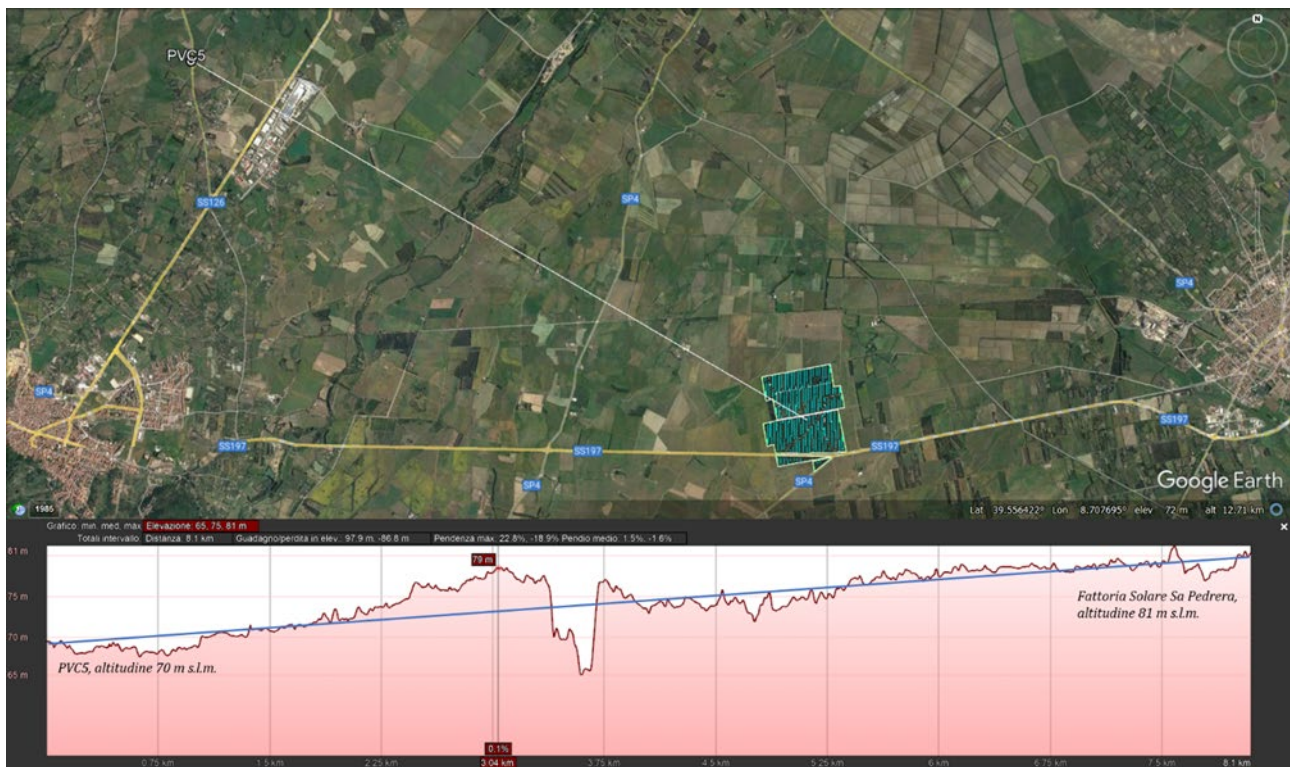 N
PVC5
SS126
SP4
SP4
SP4
SS197
SS197
SS197
SS197
SP4
SP4
Google Earth
1985
Lat 39.556422° Lon 8.707695° elev 72 m alt 12.71 km
Grafico: min. med. max Elevazione: 65, 75, 81 m
Totali intervallo: Distanza: 8.1 km Guadagno/perdita in elev.: 97.9 m, -86.8 m Pendenza max: 22.8%, -18.9% Pendio medio: 1.5%, -1.6%
81 m
79 m
75 m
70 m
65 m
Fattoria Solare Sa Pedrera,
altitudine 81 m s.l.m.
PVC5, altitudine 70 m s.l.m.
0.1%
0.75 km 1.5 km 2.25 km 3.04 km 3.75 km 4.5 km 5.25 km 6 km 6.75 km 7.5 km 8.1 km